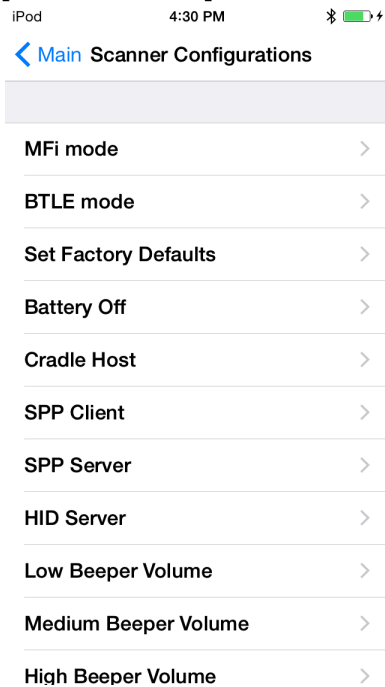 iPod 4:30 PM
Main Scanner Configurations
MFi mode
BTLE mode
Set Factory Defaults
Battery Off
Cradle Host
SPP Client
SPP Server
HID Server
Low Beeper Volume
Medium Beeper Volume
High Beeper Volume